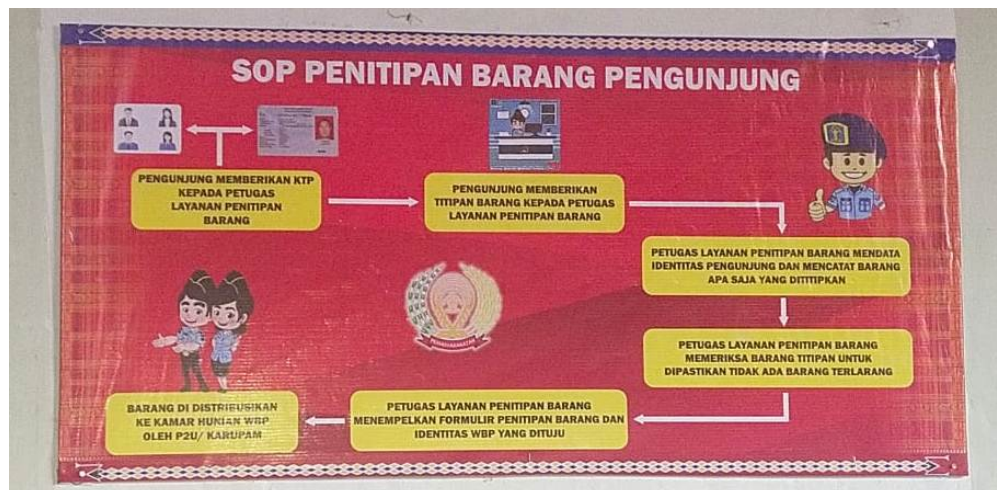 SOP PENITIPAN BARANG PENGUNJUNG
PENGUNJUNG MEMBERIKAN KTP
KEPADA PETUGAS
LAYANAN PENITIPAN
BARANG
PENGUNJUNG MEMBERIKAN
TITIPAN BARANG KEPADA PETUGAS
LAYANAN PENITIPAN BARANG
PETUGAS LAYANAN PENITIPAN BARANG MENDATA
IDENTITAS PENGUNJUNG DAN MENCATAT BARANG
APA SAJA YANG DITITIPKAN
PETUGAS LAYANAN PENITIPAN BARANG
MEMERIKSA BARANG TITIPAN UNTUK
DIPASTIKAN TIDAK ADA BARANG TERLARANG
PETUGAS LAYANAN PENITIPAN BARANG
MENEMPELKAN FORMULIR PENITIPAN BARANG DAN
IDENTITAS WBP YANG DITUJU
BARANG DI DISTRIBUSIKAN
KE KAMAR HUNIAN WBP
OLEH P2U/ KARUPAM
PEMASYARAKATAN